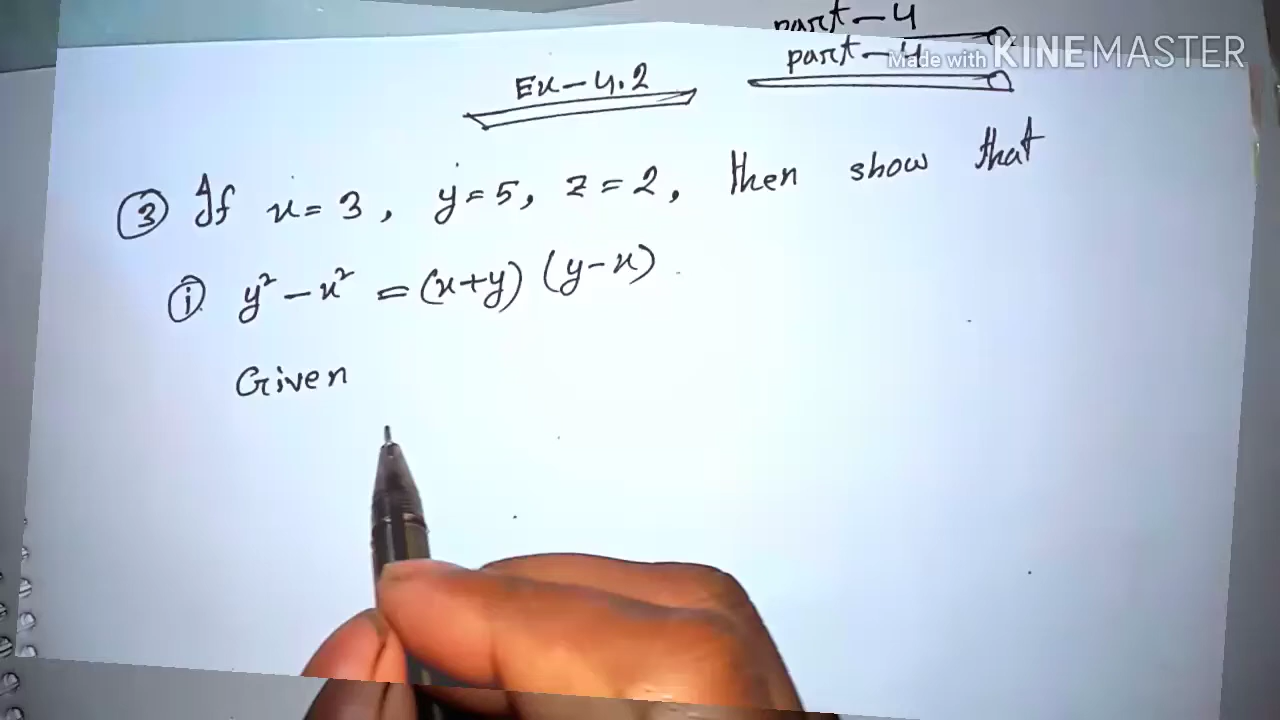 part-4
part-4
Made with KINEMASTER
Ex-4.2
③ If x=3, y=5, z=2, then show that
ⓘ y²-x² = (x+y) (y-x)
Given